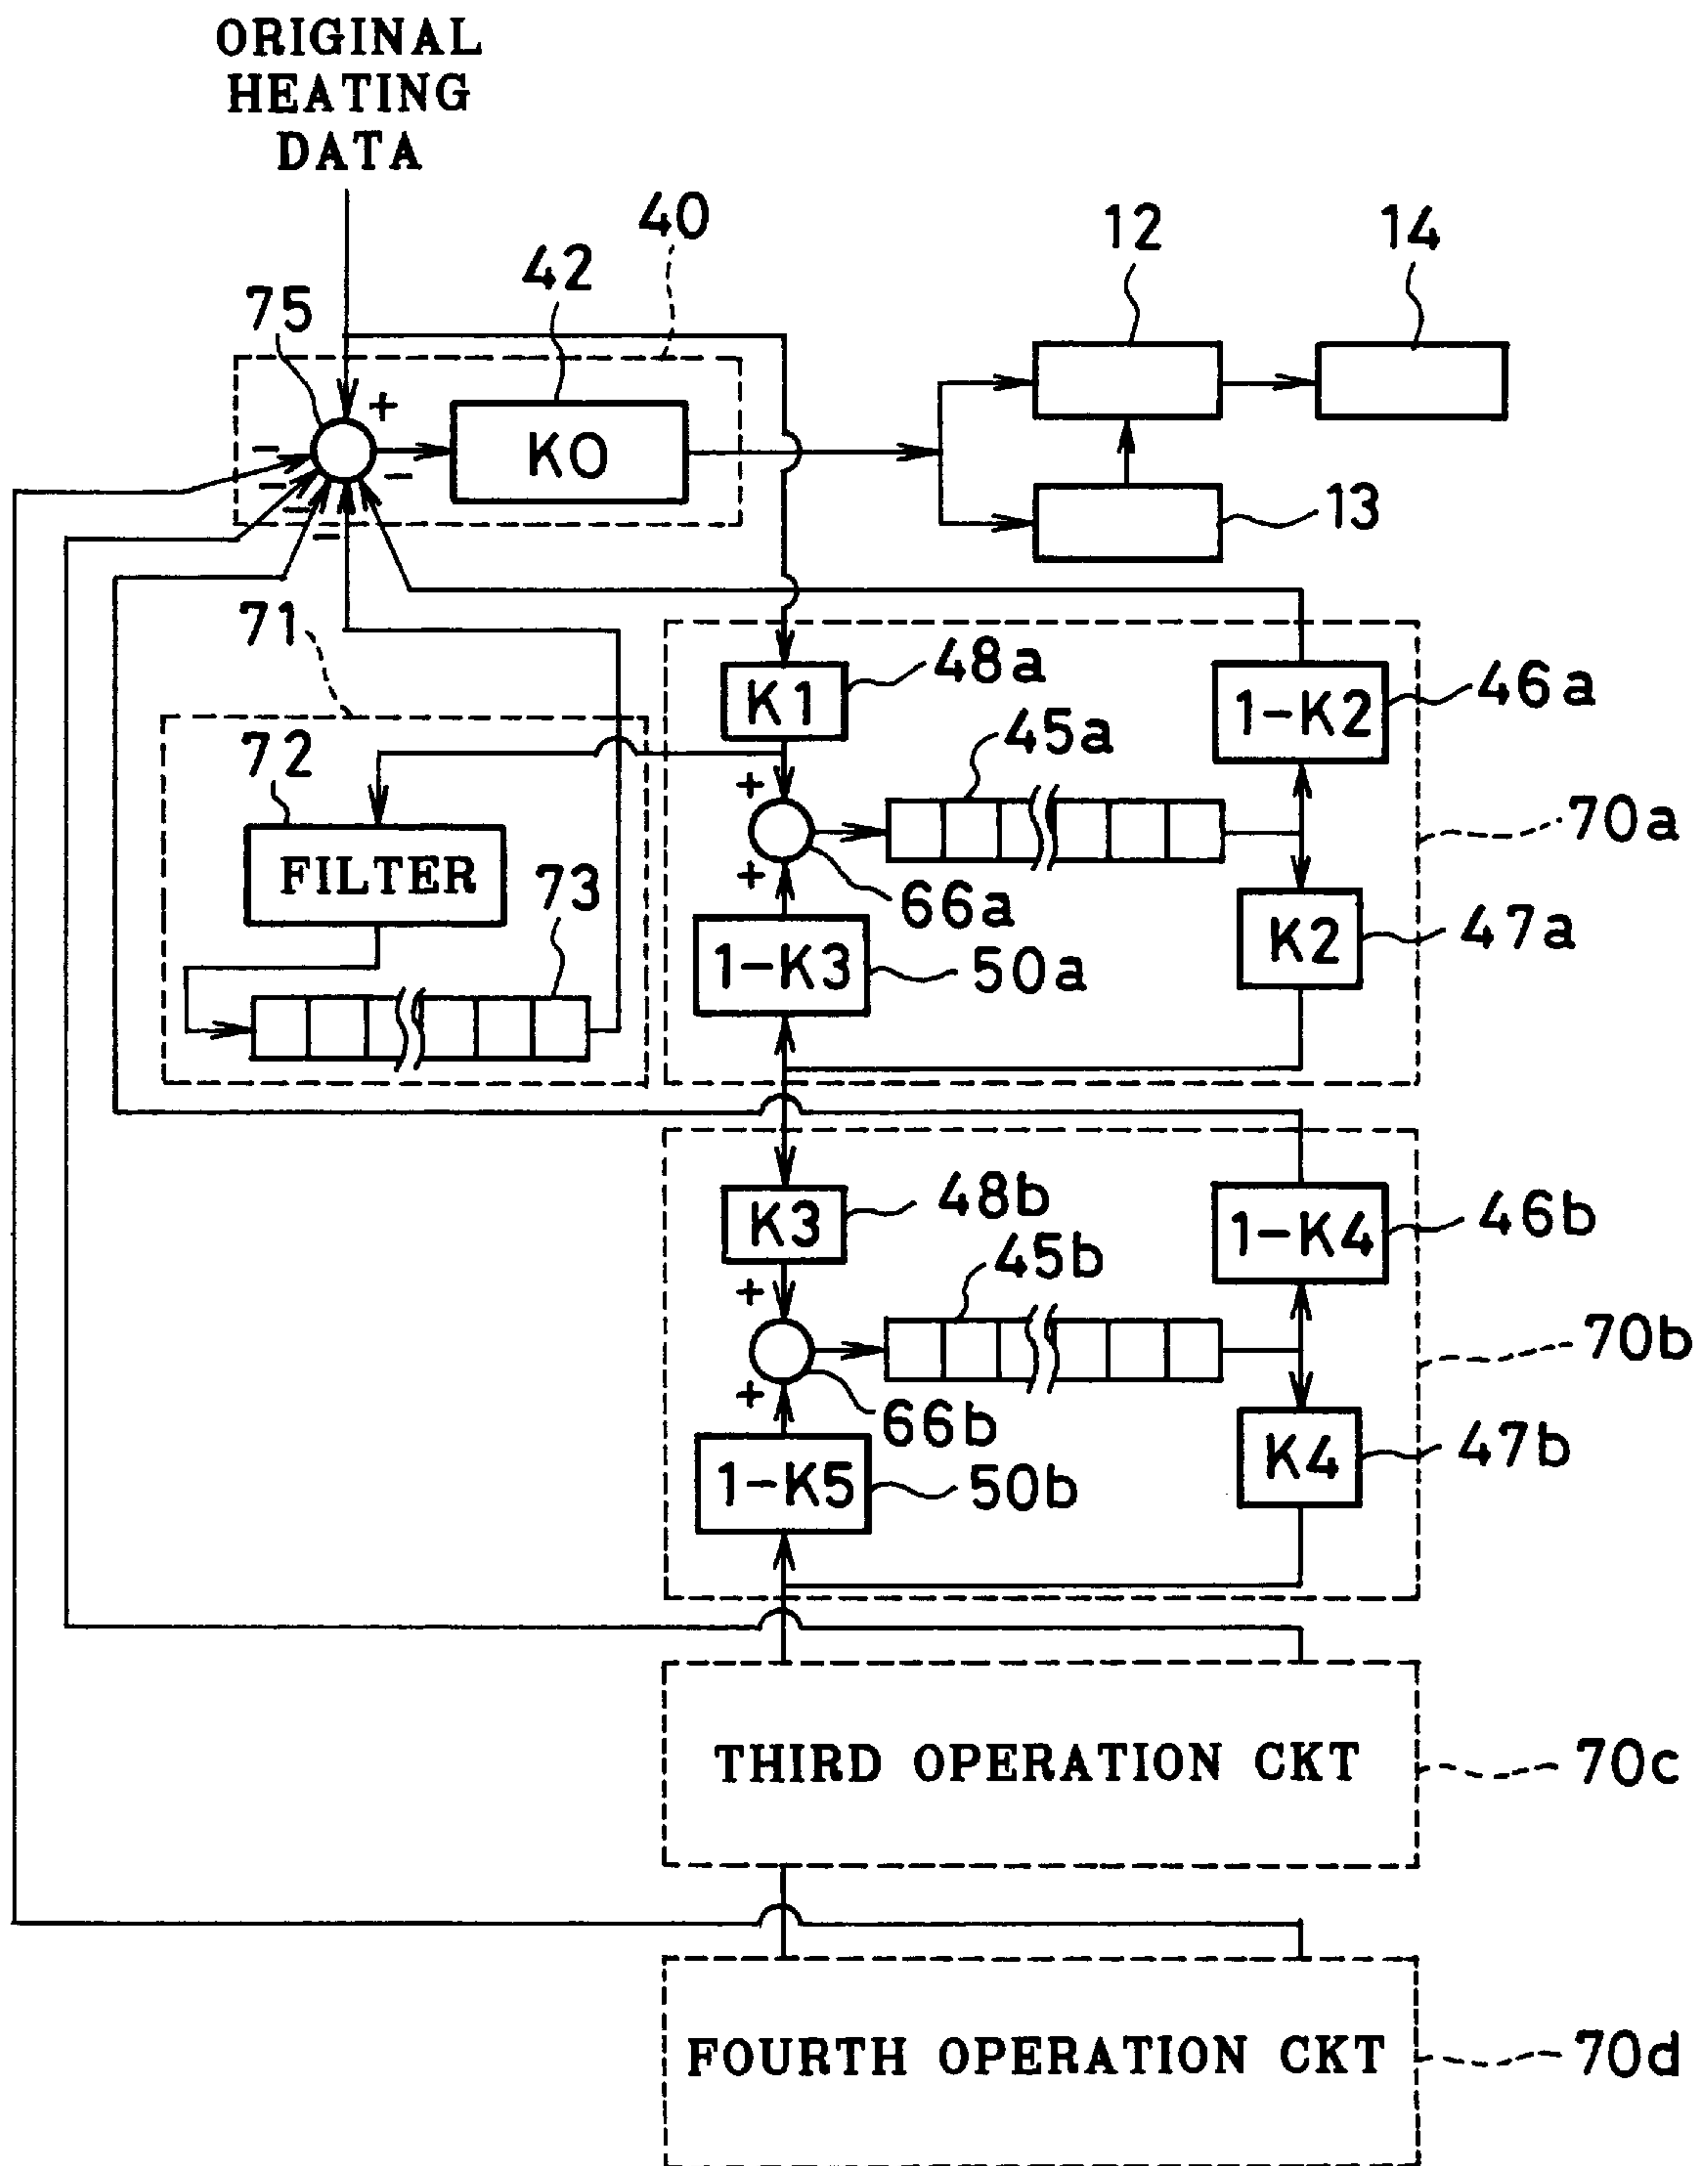 ORIGINAL
HEATING
DATA
40
42
12
14
75
+
K0
−
−
−
−
−
13
71
K1
48a
1-K2
46a
72
45a
+
FILTER
73
+
66a
70a
K2
47a
1-K3
50a
K3
48b
1-K4
46b
45b
+
+
66b
70b
K4
47b
1-K5
50b
THIRD OPERATION CKT
70c
FOURTH OPERATION CKT
70d